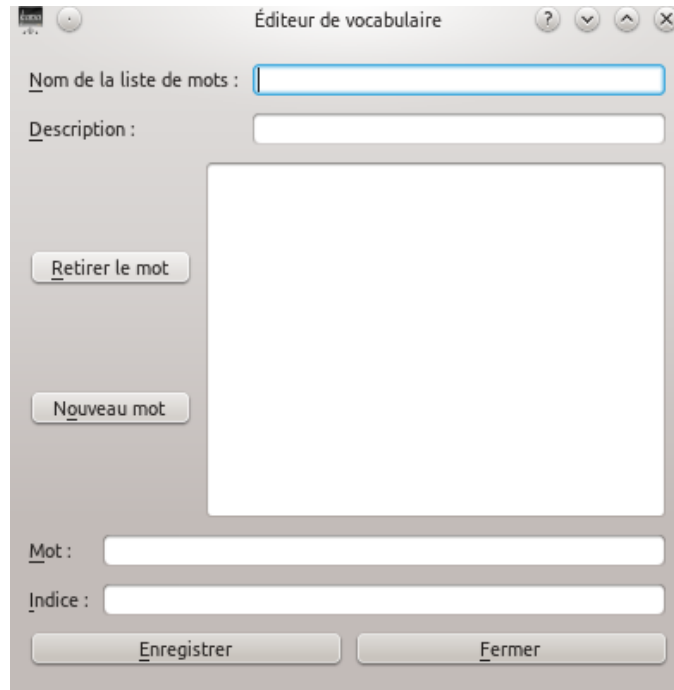 Éditeur de vocabulaire
Nom de la liste de mots :
Description :
Retirer le mot
Nouveau mot
Mot :
Indice :
Enregistrer Fermer